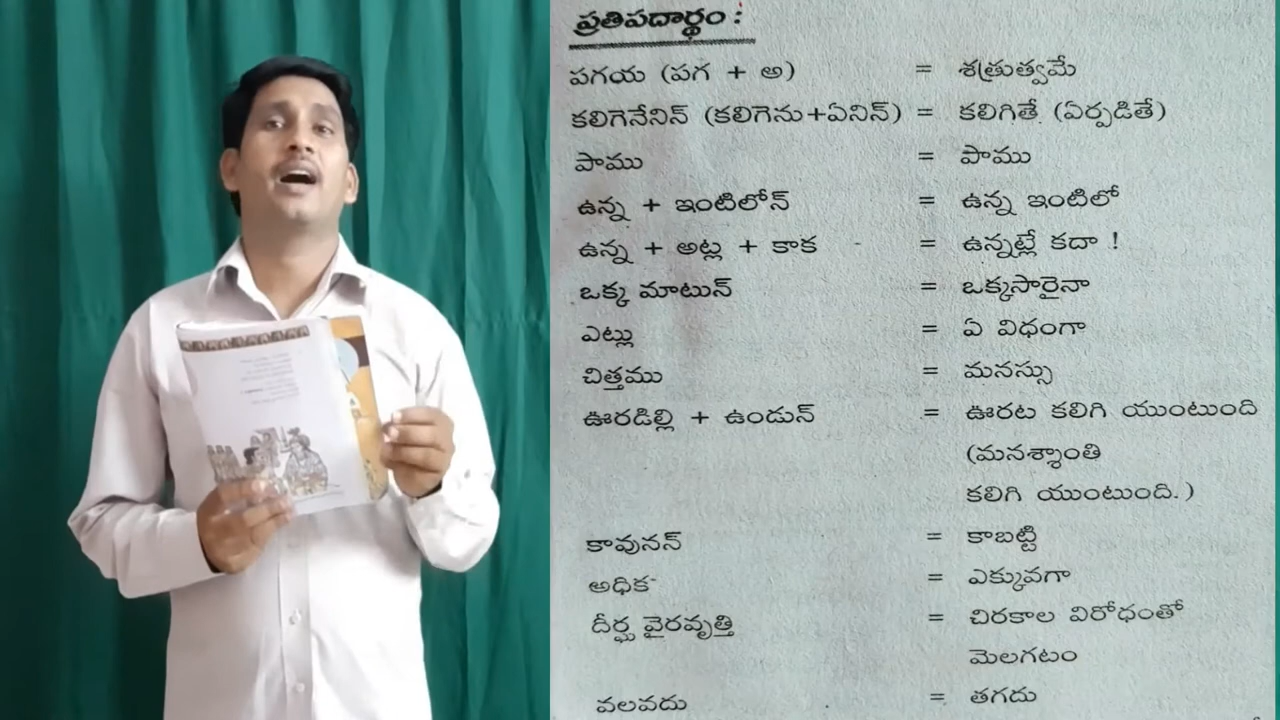 ప్రతిపదార్థం :
పగయ (పగ + అ) = శత్రుత్వమే
కలిగెనేనిన్ (కలిగెను+ఏనిన్) = కలిగితే (ఏర్పడితే)
పాము = పాము
ఉన్న + ఇంటిలోన్ = ఉన్న ఇంటిలో
ఉన్న + అట్ల + కాక - = ఉన్నట్లే కదా !
ఒక్క మాటున్ = ఒక్కసారైనా
ఎట్లు = ఏ విధంగా
చిత్తము = మనస్సు
ఊరడిల్లి + ఉండున్ = ఊరట కలిగి యుంటుంది
(మనశ్శాంతి
కలిగి యుంటుంది.)
కావునన్ = కాబట్టి
అధిక = ఎక్కువగా
దీర్ఘ వైరవృత్తి = చిరకాల విరోధంతో
మెలగటం
వలవదు = తగదు